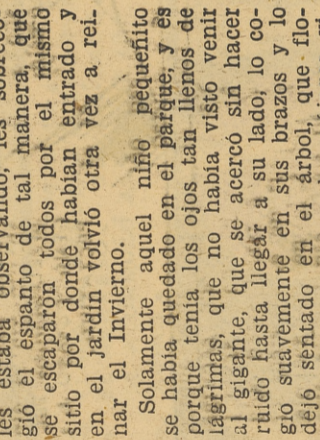 les estaba observando, les sobreco-
gió el espanto de tal manera, que
se escaparon todos por el mismo
sitio por donde habían entrado y
en el jardín volvió otra vez a rei-
nar el Invierno.
Solamente aquel niño pequeñito
se había quedado en el parque, y es
porque tenía los ojos tan llenos de
lágrimas, que no había visto venir
al gigante, que se acercó sin hacer
ruido hasta llegar a su lado, lo co-
gió suavemente en sus brazos y lo
dejó sentado en el árbol, que flo-